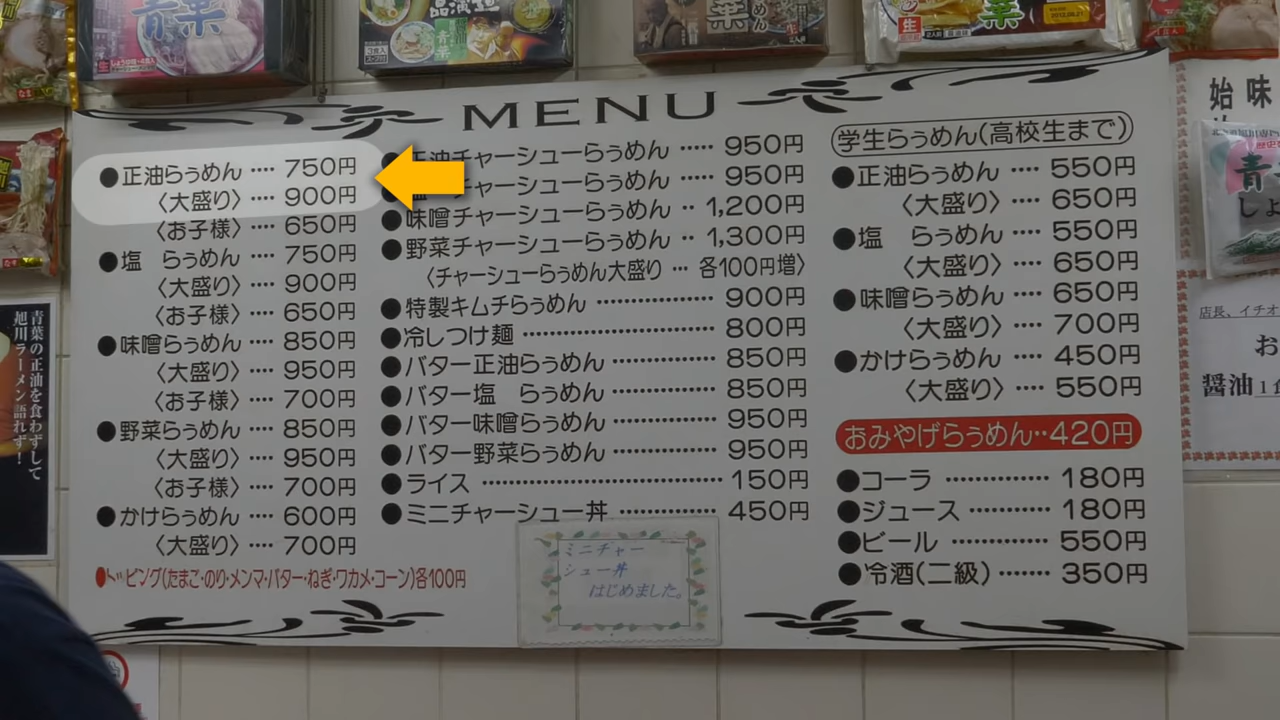 青葉
青葉
2012.08.21
MENU
●正油らぅめん ···· 750円
〈大盛り〉 ···· 900円
〈お子様〉 ···· 650円
●塩 らぅめん ···· 750円
〈大盛り〉 ···· 900円
〈お子様〉 ···· 650円
●味噌らぅめん ···· 850円
〈大盛り〉 ···· 950円
〈お子様〉 ···· 700円
●野菜らぅめん ···· 850円
〈大盛り〉 ···· 950円
〈お子様〉 ···· 700円
●かけらぅめん ···· 600円
〈大盛り〉 ···· 700円
●トッピング(たまご・のり・メンマ・バター・ねぎ・ワカメ・コーン)各100円
正油チャーシューらぅめん ····· 950円
チャーシューらぅめん ····· 950円
●味噌チャーシューらぅめん ·· 1,200円
●野菜チャーシューらぅめん ·· 1,300円
〈チャーシューらぅめん大盛り ··· 各100円増〉
●特製キムチらぅめん ················ 900円
●冷しつけ麺 ························ 800円
●バター正油らぅめん ·············· 850円
●バター塩 らぅめん ·············· 850円
●バター味噌らぅめん ·············· 950円
●バター野菜らぅめん ·············· 950円
●ライス ······························ 150円
●ミニチャーシュー丼 ············ 450円
ミニチャー
シュー丼
はじめました。
学生らぅめん(高校生まで)
●正油らぅめん ···· 550円
〈大盛り〉 ···· 650円
●塩 らぅめん ···· 550円
〈大盛り〉 ···· 650円
●味噌らぅめん ···· 650円
〈大盛り〉 ···· 700円
●かけらぅめん ···· 450円
〈大盛り〉 ···· 550円
おみやげらぅめん··420円
●コーラ ············· 180円
●ジュース ·········· 180円
●ビール ············ 550円
●冷酒(二級) ······· 350円
青葉の正油を食わずして
旭川ラーメン語れず！
味
始
青
しょ
店長、イチオ
お
醤油1食